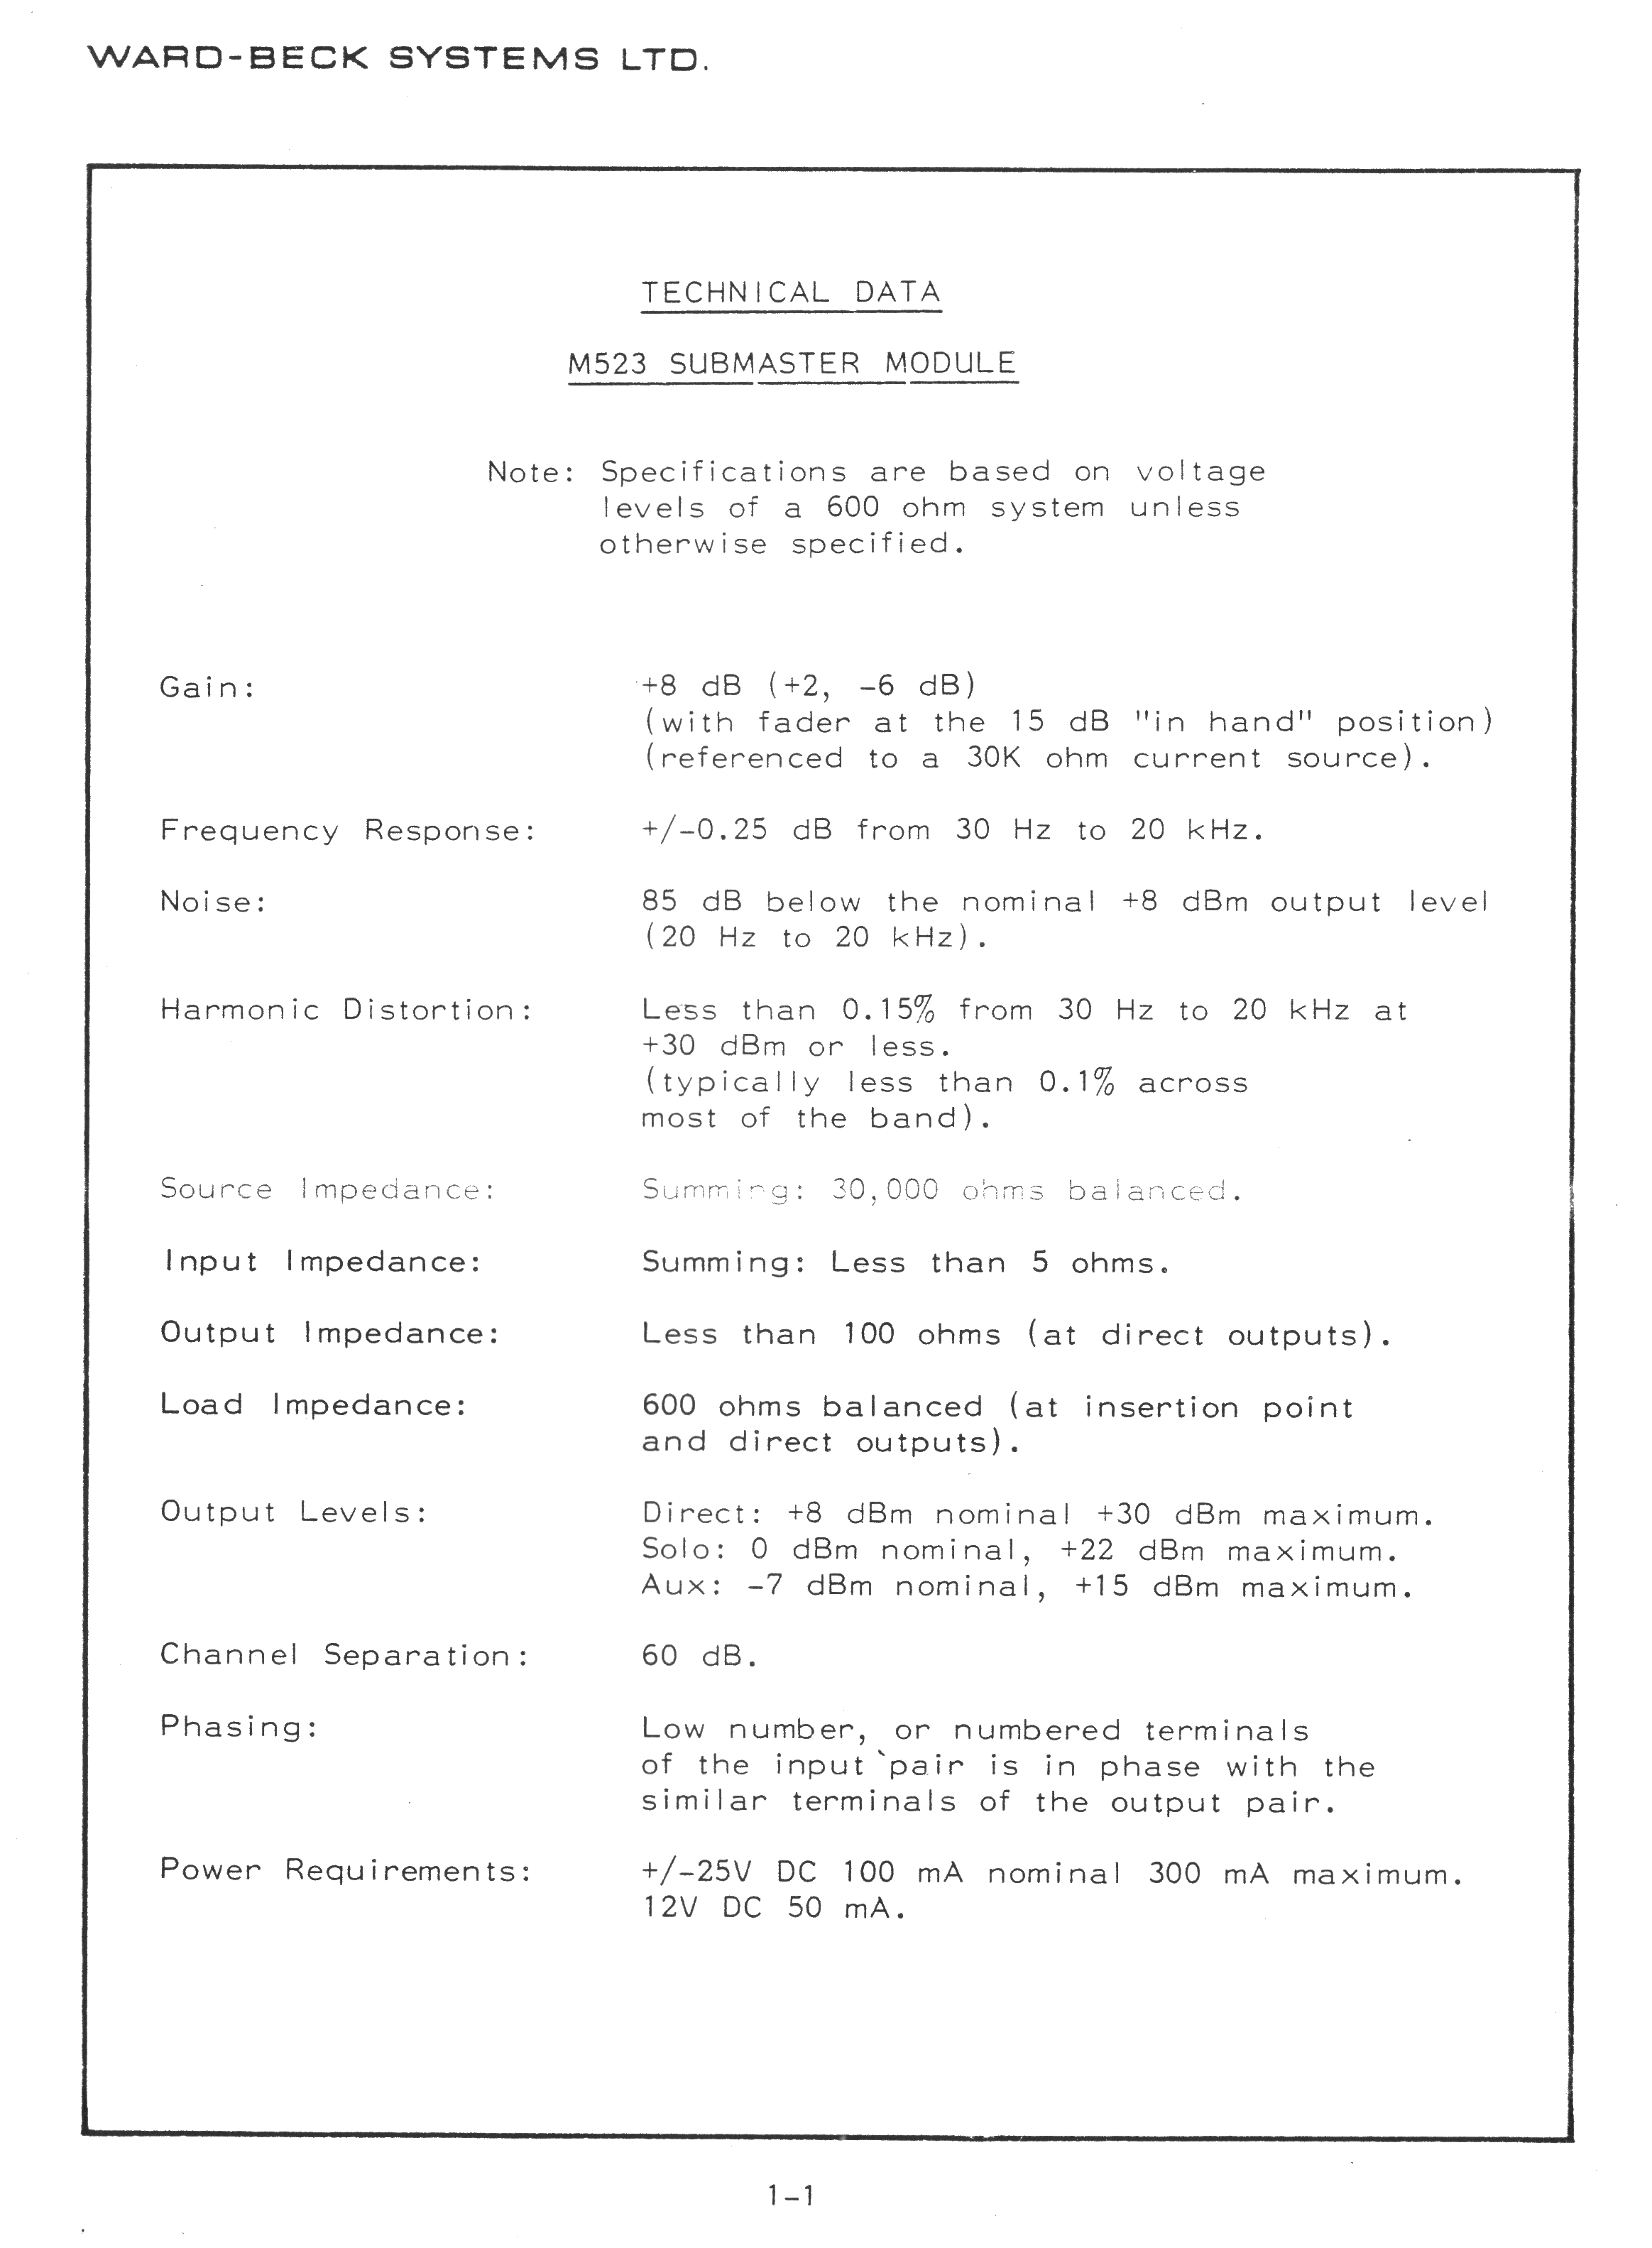 WARD-BECK SYSTEMS LTD.
TECHNICAL DATA
M523 SUBMASTER MODULE
Note: Specifications are based on voltage
levels of a 600 ohm system unless
otherwise specified.
Gain: +8 dB (+2, -6 dB)
(with fader at the 15 dB "in hand" position)
(referenced to a 30K ohm current source).
Frequency Response: +/-0.25 dB from 30 Hz to 20 kHz.
Noise: 85 dB below the nominal +8 dBm output level
(20 Hz to 20 kHz).
Harmonic Distortion: Less than 0.15% from 30 Hz to 20 kHz at
+30 dBm or less.
(typically less than 0.1% across
most of the band).
Source Impedance: Summing: 30,000 ohms balanced.
Input Impedance: Summing: Less than 5 ohms.
Output Impedance: Less than 100 ohms (at direct outputs).
Load Impedance: 600 ohms balanced (at insertion point
and direct outputs).
Output Levels: Direct: +8 dBm nominal +30 dBm maximum.
Solo: 0 dBm nominal, +22 dBm maximum.
Aux: -7 dBm nominal, +15 dBm maximum.
Channel Separation: 60 dB.
Phasing: Low number, or numbered terminals
of the input pair is in phase with the
similar terminals of the output pair.
Power Requirements: +/-25V DC 100 mA nominal 300 mA maximum.
12V DC 50 mA.
1-1